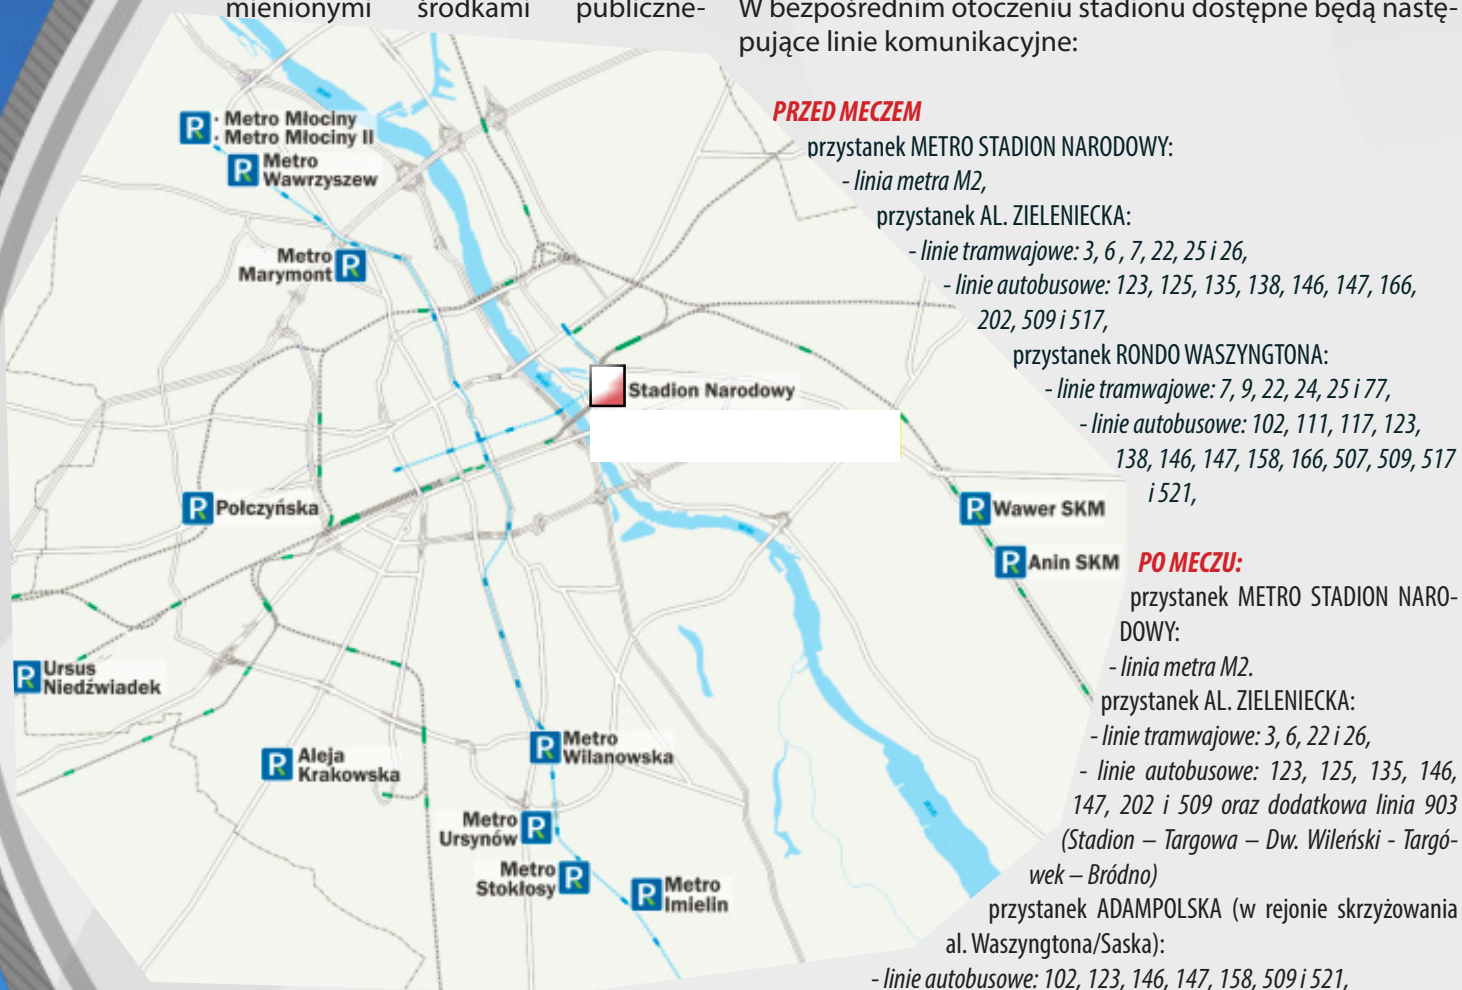 mienionymi środkami publiczne-
W bezpośrednim otoczeniu stadionu dostępne będą nastę-
pujące linie komunikacyjne:
PRZED MECZEM
przystanek METRO STADION NARODOWY:
- linia metra M2,
przystanek AL. ZIELENIECKA:
- linie tramwajowe: 3, 6 , 7, 22, 25 i 26,
- linie autobusowe: 123, 125, 135, 138, 146, 147, 166,
202, 509 i 517,
przystanek RONDO WASZYNGTONA:
- linie tramwajowe: 7, 9, 22, 24, 25 i 77,
- linie autobusowe: 102, 111, 117, 123,
138, 146, 147, 158, 166, 507, 509, 517
i 521,
PO MECZU:
przystanek METRO STADION NARO-
DOWY:
- linia metra M2.
przystanek AL. ZIELENIECKA:
- linie tramwajowe: 3, 6, 22 i 26,
- linie autobusowe: 123, 125, 135, 146,
147, 202 i 509 oraz dodatkowa linia 903
(Stadion – Targowa – Dw. Wileński - Targó-
wek – Bródno)
przystanek ADAMPOLSKA (w rejonie skrzyżowania
al. Waszyngtona/Saska):
- linie autobusowe: 102, 123, 146, 147, 158, 509 i 521,
P
· Metro Młociny
· Metro Młociny II
P
Metro
Wawrzyszew
Metro
Marymont
P
Stadion Narodowy
P
Połczyńska
P
Wawer SKM
P
Anin SKM
P
Ursus
Niedźwiadek
P
Aleja
Krakowska
P
Metro
Wilanowska
Metro
Ursynów
P
Metro
Stokłosy
P
P
Metro
Imielin